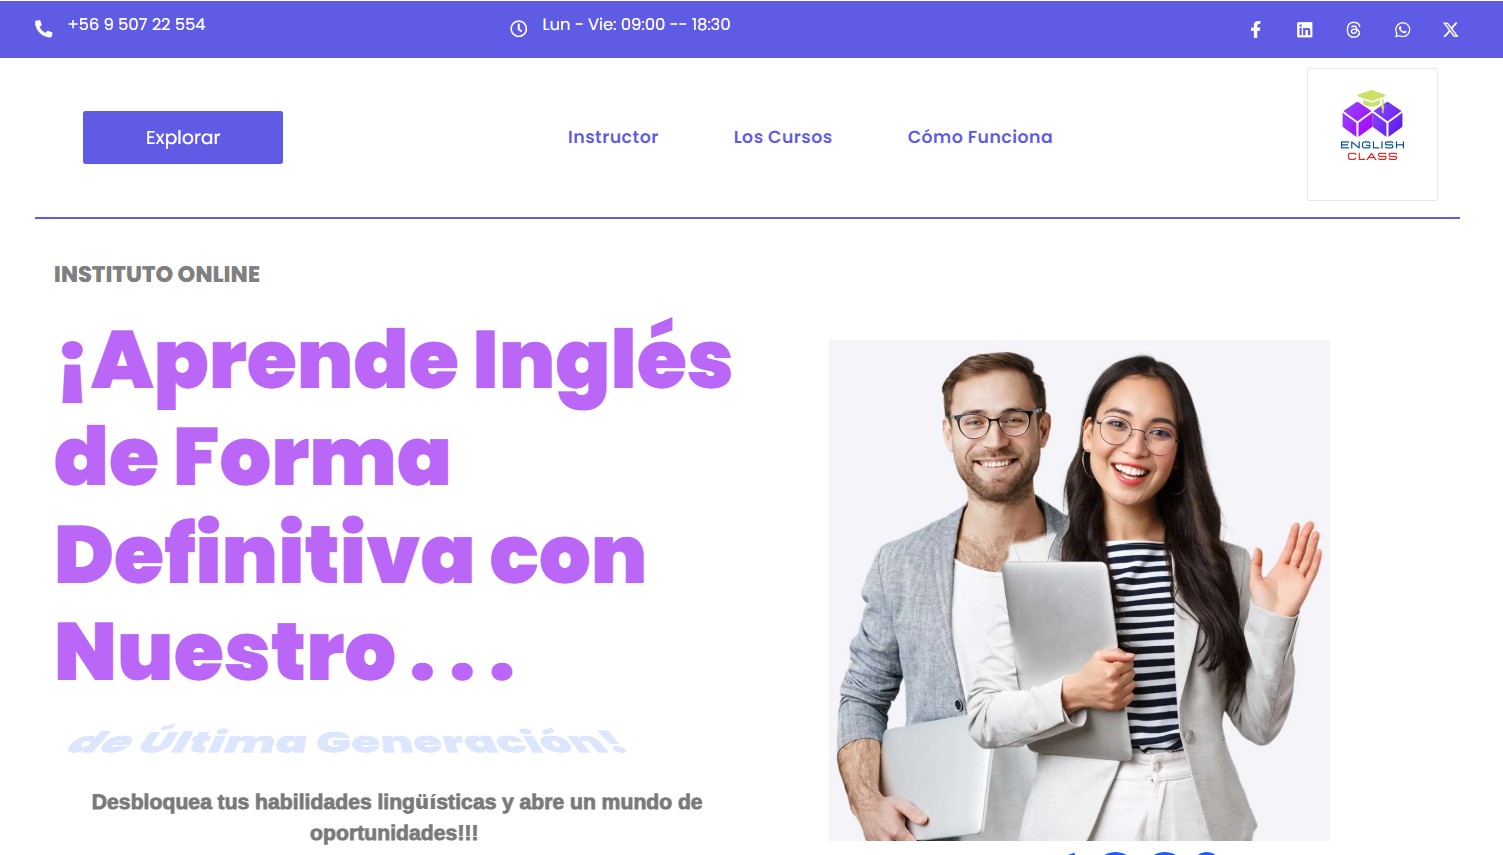 +56 9 507 22 554
Lun - Vie: 09:00 -- 18:30
Explorar
Instructor
Los Cursos
Cómo Funciona
ENGLISH
CLASS
INSTITUTO ONLINE
¡Aprende Inglés
de Forma
Definitiva con
Nuestro . . .
de Última Generación!
Desbloquea tus habilidades lingüísticas y abre un mundo de
oportunidades!!!